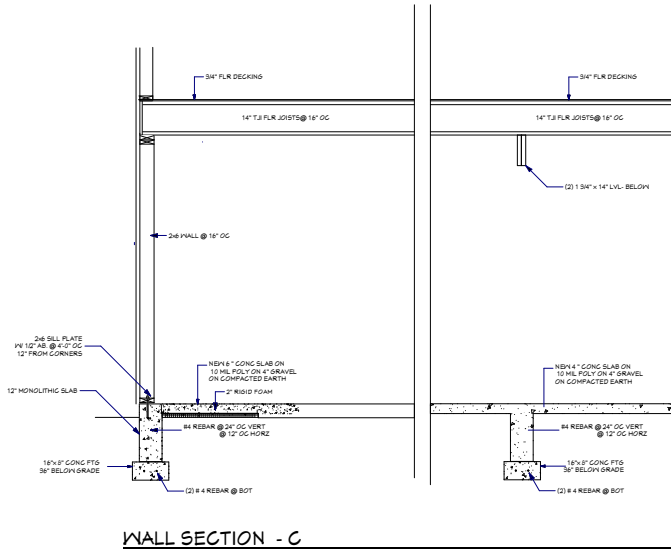 3/4" FLR DECKING
3/4" FLR DECKING
14" TJI FLR JOISTS@ 16" OC
14" TJI FLR JOISTS@ 16" OC
(2) 1 3/4" x 14" LVL- BELOW
2x6 WALL @ 16" OC
2x6 SILL PLATE
W/ 1/2" AB. @ 4'-0" OC
12" FROM CORNERS
NEW 6" CONC SLAB ON
10 MIL POLY ON 4" GRAVEL
ON COMPACTED EARTH
NEW 4" CONC SLAB ON
10 MIL POLY ON 4" GRAVEL
ON COMPACTED EARTH
12" MONOLITHIC SLAB
2" RIGID FOAM
#4 REBAR @ 24" OC VERT
@ 12" OC HORZ
#4 REBAR @ 24" OC VERT
@ 12" OC HORZ
16"x 8" CONC FTG
36" BELOW GRADE
16"x 8" CONC FTG
36" BELOW GRADE
(2) # 4 REBAR @ BOT
(2) # 4 REBAR @ BOT
WALL SECTION - C